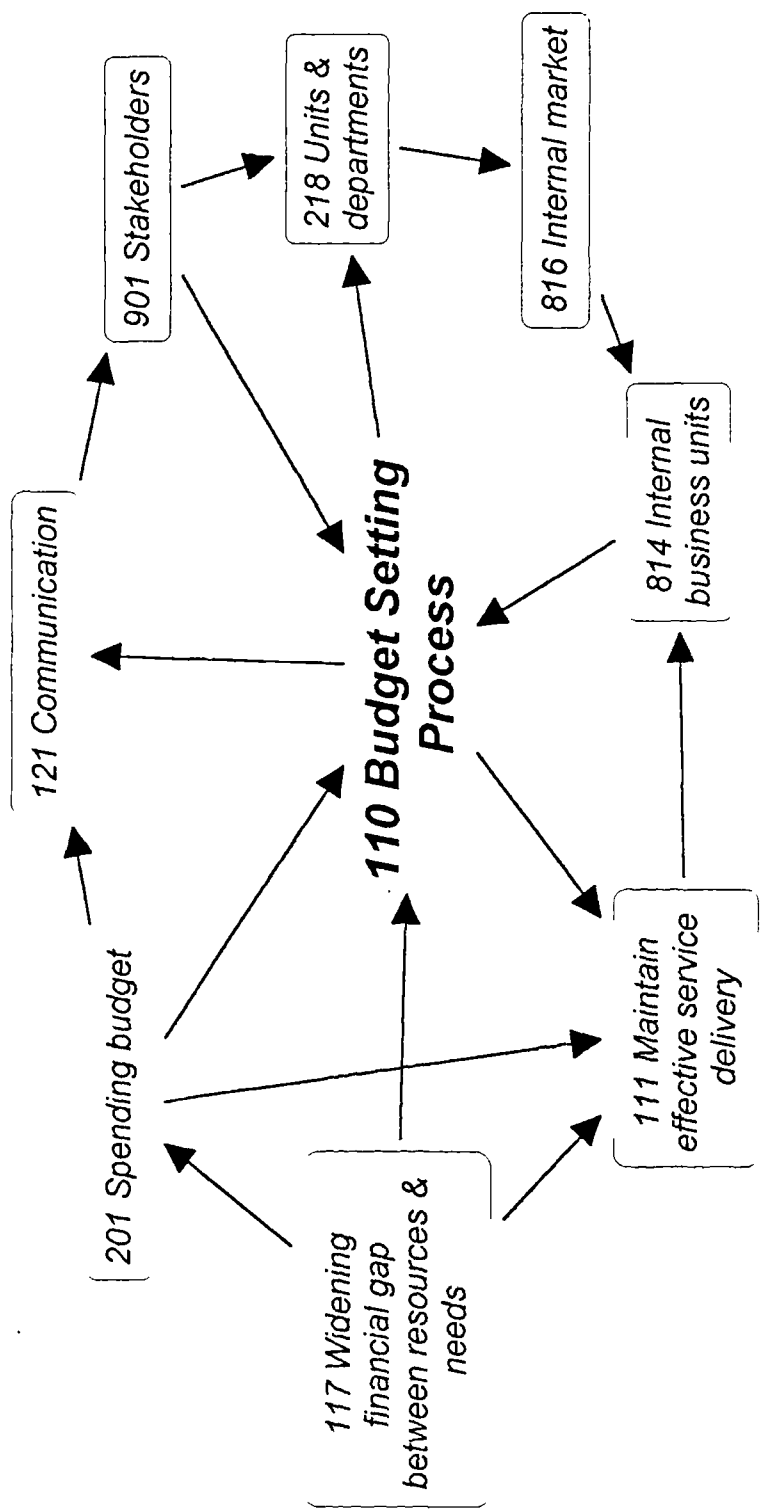 121 Communication
201 Spending budget
901 Stakeholders
117 Widening
financial gap
between resources &
needs
110 Budget Setting
Process
218 Units &
departments
111 Maintain
effective service
delivery
814 Internal
business units
816 Internal market